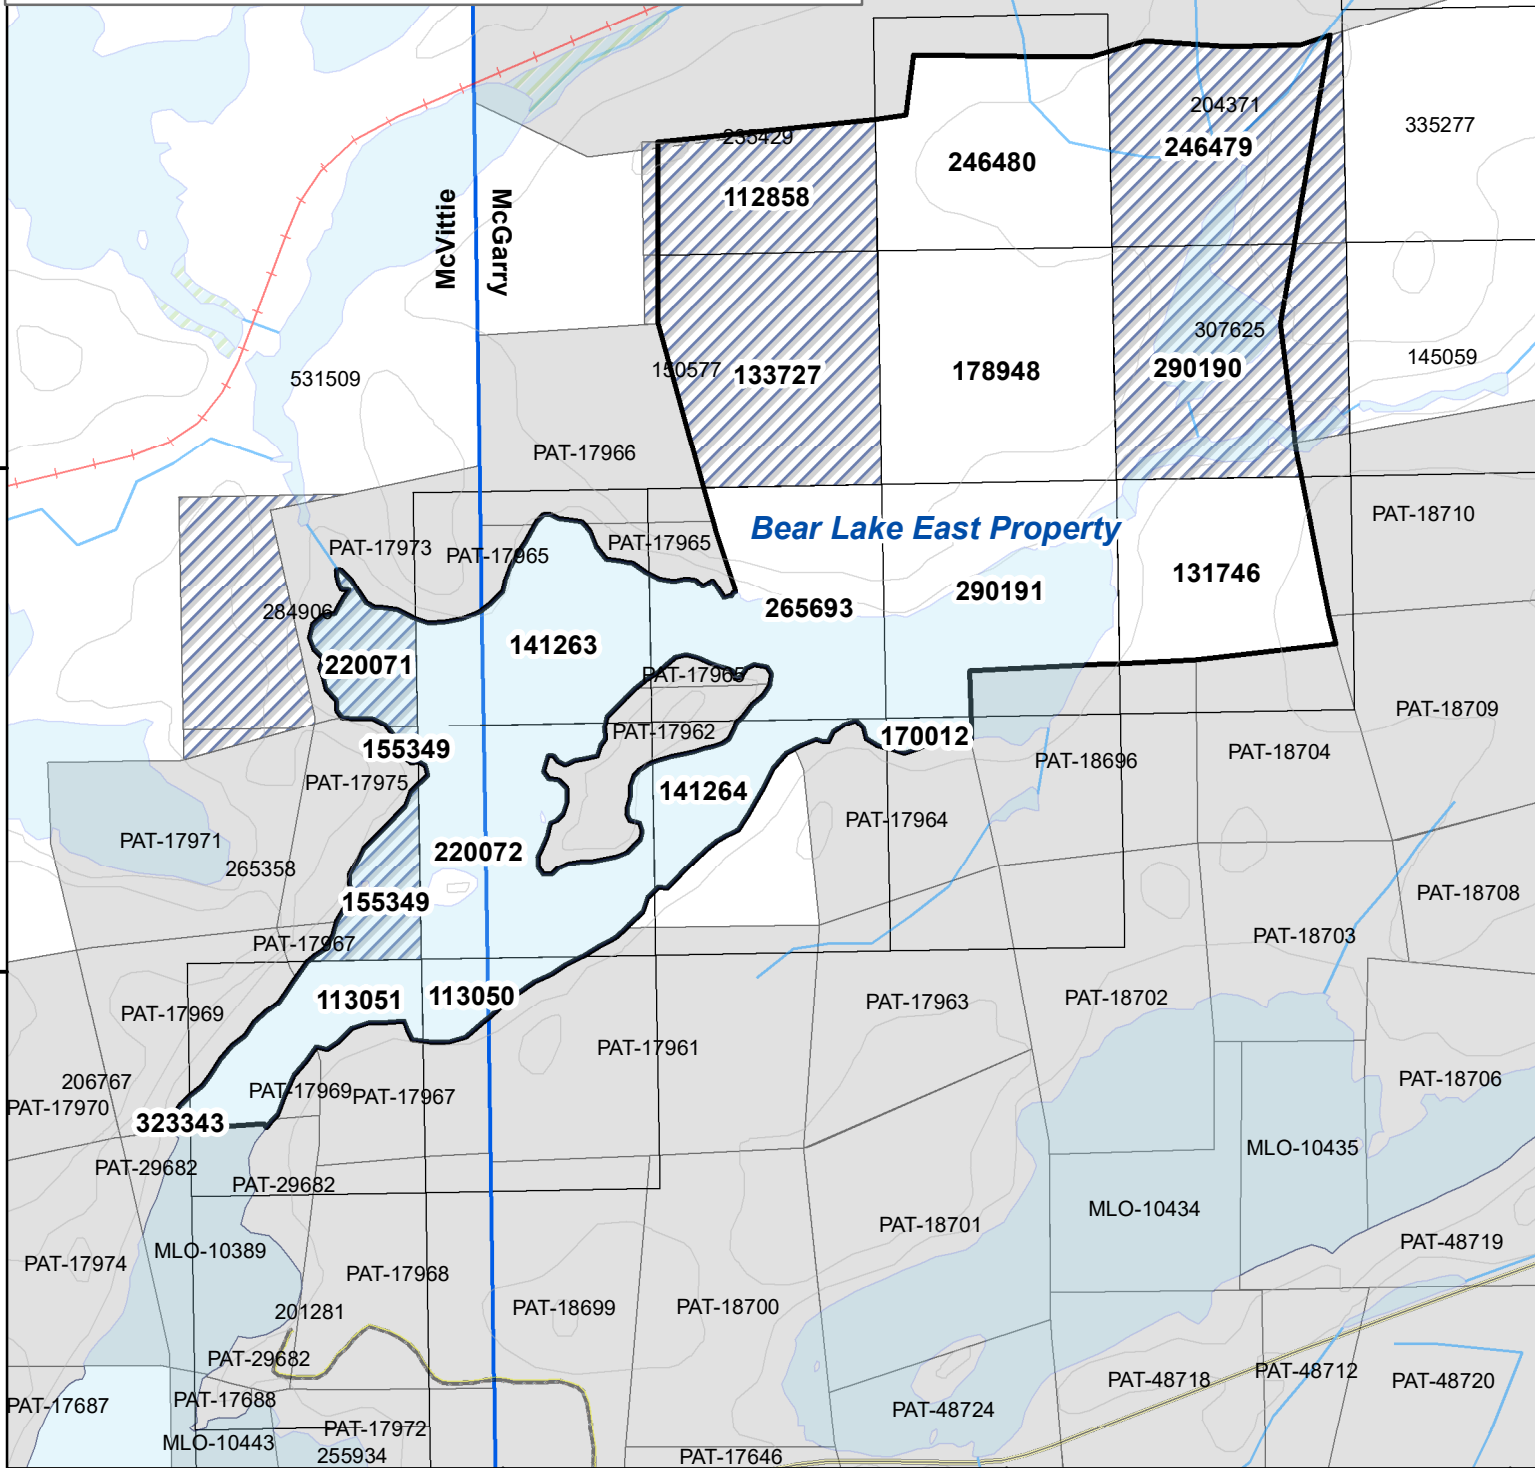 204371
246479
335277
235429
112858
246480
McVittie
McGarry
307625
290190
145059
531509
150577
133727
178948
PAT-17966
PAT-18710
Bear Lake East Property
PAT-17973
PAT-17965
PAT-17965
131746
290191
265693
284906
220071
141263
PAT-17965
PAT-17962
170012
PAT-18709
155349
PAT-18696
PAT-18704
PAT-17975
141264
PAT-17964
PAT-17971
265358
220072
155349
PAT-18708
PAT-17967
PAT-18703
113051
113050
PAT-17963
PAT-18702
PAT-17969
PAT-17961
206767
PAT-17970
PAT-17969
PAT-17967
PAT-18706
323343
MLO-10435
PAT-29682
PAT-29682
MLO-10434
PAT-18701
PAT-48719
PAT-17974
MLO-10389
PAT-17968
201281
PAT-18699
PAT-18700
PAT-29682
PAT-48718
PAT-48712
PAT-48720
PAT-17687
PAT-17688
PAT-48724
PAT-17972
MLO-10443
255934
PAT-17646